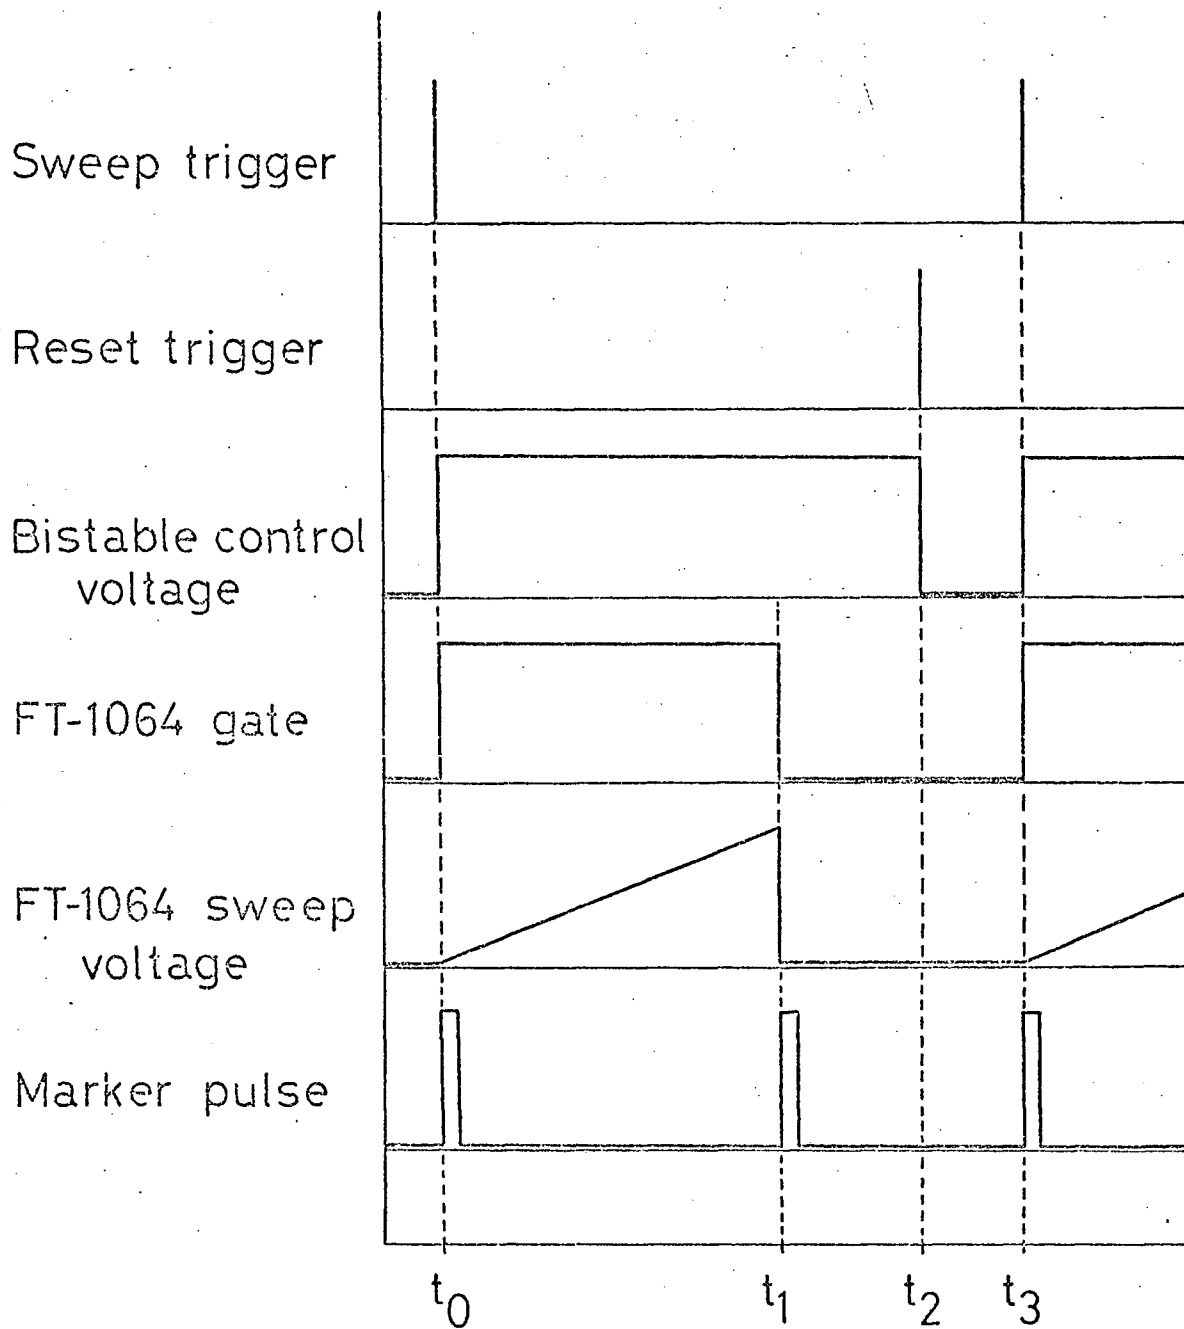 Sweep trigger
Reset trigger
Bistable control
voltage
FT-1064 gate
FT-1064 sweep
voltage
Marker pulse
t0 t1 t2 t3